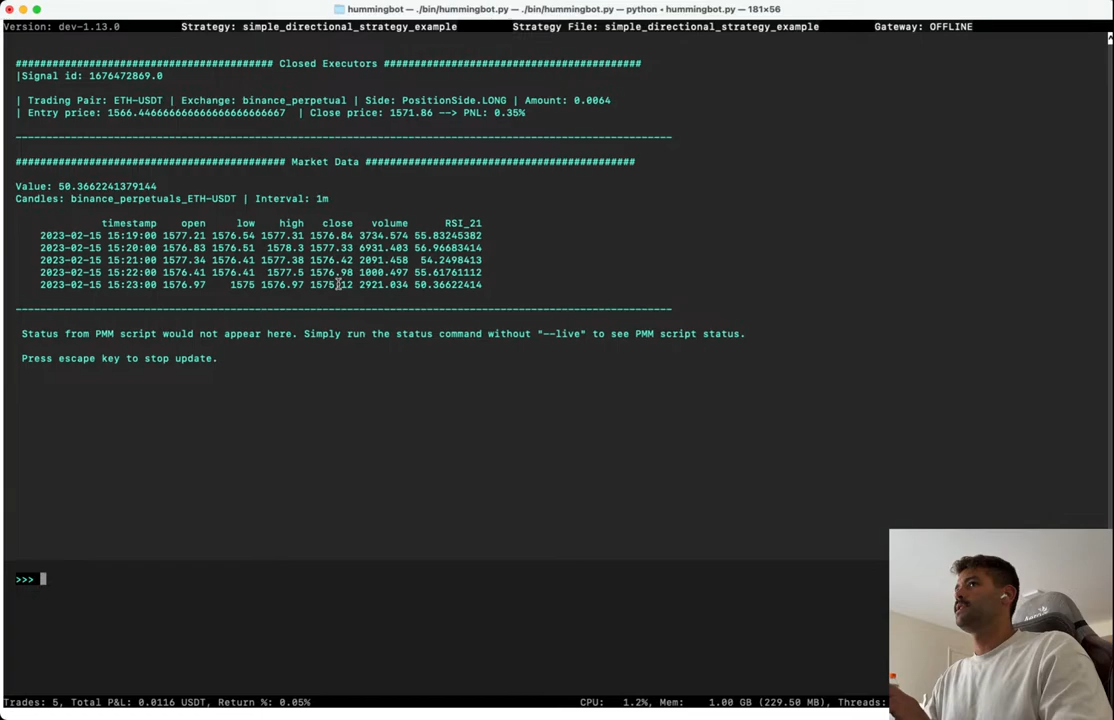 hummingbot — ./bin/hummingbot.py — ./bin/hummingbot.py — python • hummingbot.py — 181×56
Version: dev-1.13.0 Strategy: simple_directional_strategy_example Strategy File: simple_directional_strategy_example Gateway: OFFLINE
########################################## Closed Executors ##########################################
|Signal id: 1676472869.0
| Trading Pair: ETH-USDT | Exchange: binance_perpetual | Side: PositionSide.LONG | Amount: 0.0064
| Entry price: 1566.446666666666666666666667 | Close price: 1571.86 --> PNL: 0.35%
-----------------------------------------------------------------------------------------------------------
############################################ Market Data ############################################
Value: 50.3662241379144
Candles: binance_perpetuals_ETH-USDT | Interval: 1m
timestamp open low high close volume RSI_21
2023-02-15 15:19:00 1577.21 1576.54 1577.31 1576.84 3734.574 55.83245382
2023-02-15 15:20:00 1576.83 1576.51 1578.3 1577.33 6931.403 56.96683414
2023-02-15 15:21:00 1577.34 1576.41 1577.38 1576.42 2091.458 54.2498413
2023-02-15 15:22:00 1576.41 1576.41 1577.5 1576.98 1000.497 55.61761112
2023-02-15 15:23:00 1576.97 1575 1576.97 1575.12 2921.034 50.36622414
-----------------------------------------------------------------------------------------------------------
Status from PMM script would not appear here. Simply run the status command without "--live" to see PMM script status.
Press escape key to stop update.
>>>
Trades: 5, Total P&L: 0.0116 USDT, Return %: 0.05% CPU: 1.2%, Mem: 1.00 GB (229.50 MB), Threads: